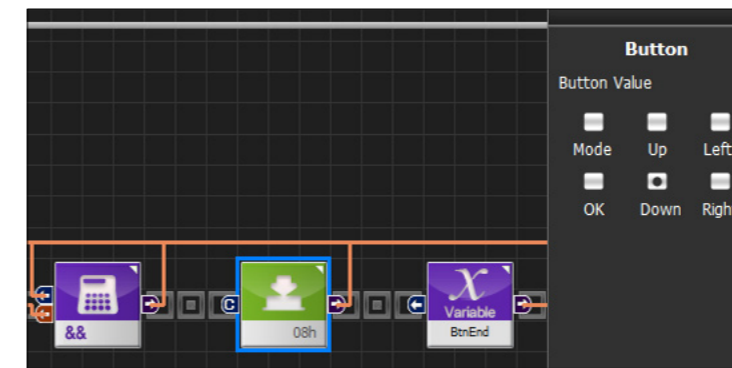 Button
Button Value
Mode Up Left
OK Down Righ
C C
&& 08h X Variable BtnEnd